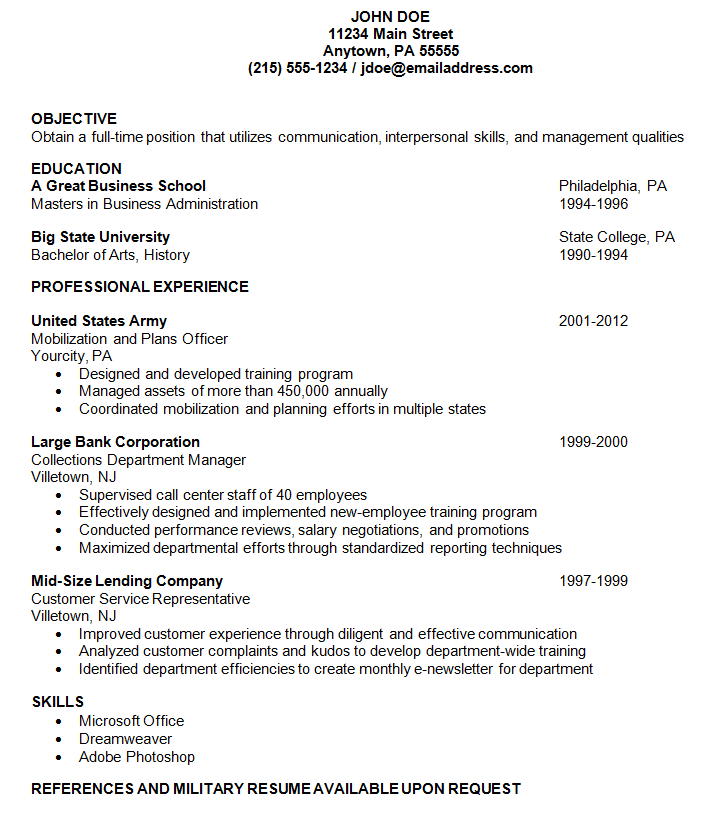 JOHN DOE
11234 Main Street
Anytown, PA 55555
(215) 555-1234 / jdoe@emailaddress.com
OBJECTIVE
Obtain a full-time position that utilizes communication, interpersonal skills, and management qualities
EDUCATION
A Great Business School Philadelphia, PA
Masters in Business Administration 1994-1996
Big State University State College, PA
Bachelor of Arts, History 1990-1994
PROFESSIONAL EXPERIENCE
United States Army 2001-2012
Mobilization and Plans Officer
Yourcity, PA
• Designed and developed training program
• Managed assets of more than 450,000 annually
• Coordinated mobilization and planning efforts in multiple states
Large Bank Corporation 1999-2000
Collections Department Manager
Villetown, NJ
• Supervised call center staff of 40 employees
• Effectively designed and implemented new-employee training program
• Conducted performance reviews, salary negotiations, and promotions
• Maximized departmental efforts through standardized reporting techniques
Mid-Size Lending Company 1997-1999
Customer Service Representative
Villetown, NJ
• Improved customer experience through diligent and effective communication
• Analyzed customer complaints and kudos to develop department-wide training
• Identified department efficiencies to create monthly e-newsletter for department
SKILLS
• Microsoft Office
• Dreamweaver
• Adobe Photoshop
REFERENCES AND MILITARY RESUME AVAILABLE UPON REQUEST